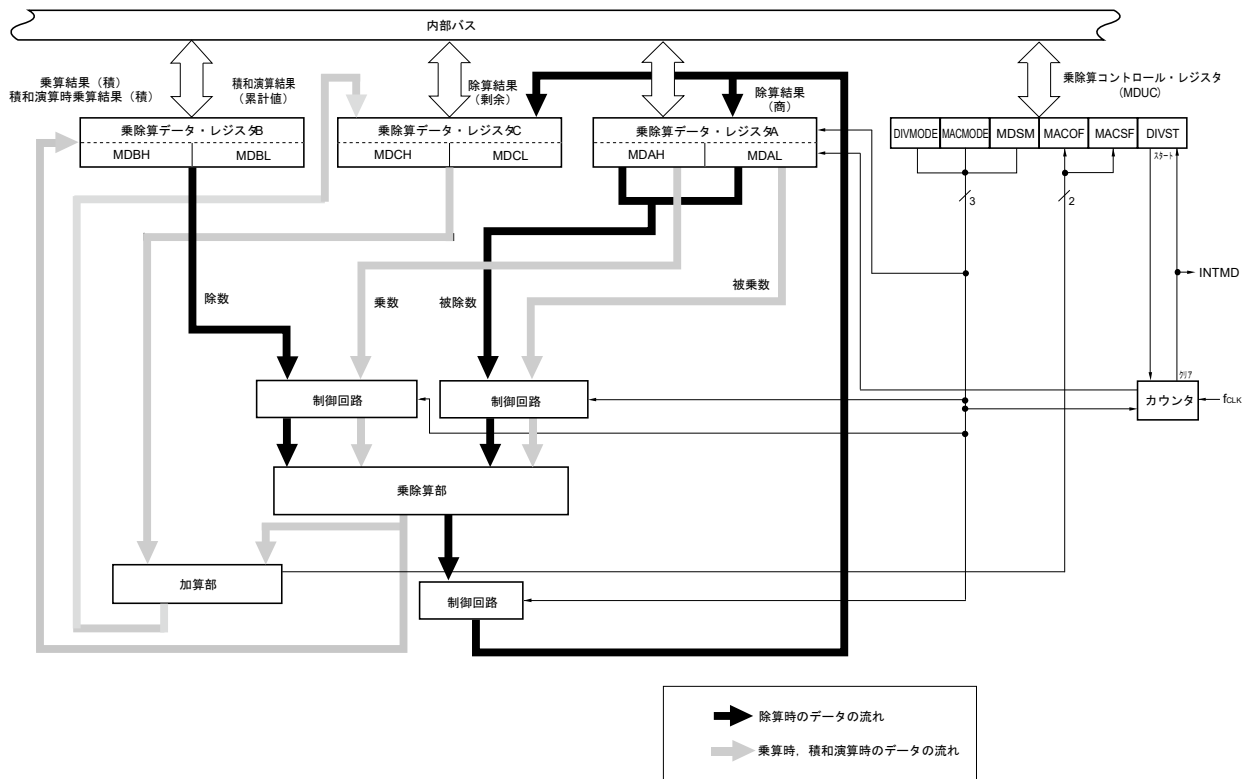 内部バス
乗算結果（積）
積和演算時乗算結果（積）
積和演算結果
（累計値）
除算結果
（剰余）
除算結果
（商）
乗除算コントロール・レジスタ
(MDUC)
乗除算データ・レジスタB
MDBH
MDBL
乗除算データ・レジスタC
MDCH
MDCL
乗除算データ・レジスタA
MDAH
MDAL
DIVMODE
MACMODE
MDSM
MACOF
MACSF
DIVST
スタート
3
2
INTMD
除数
乗数
被除数
被乗数
クリア
制御回路
制御回路
カウンタ
fCLK
乗除算部
加算部
制御回路
除算時のデータの流れ
乗算時，積和演算時のデータの流れ